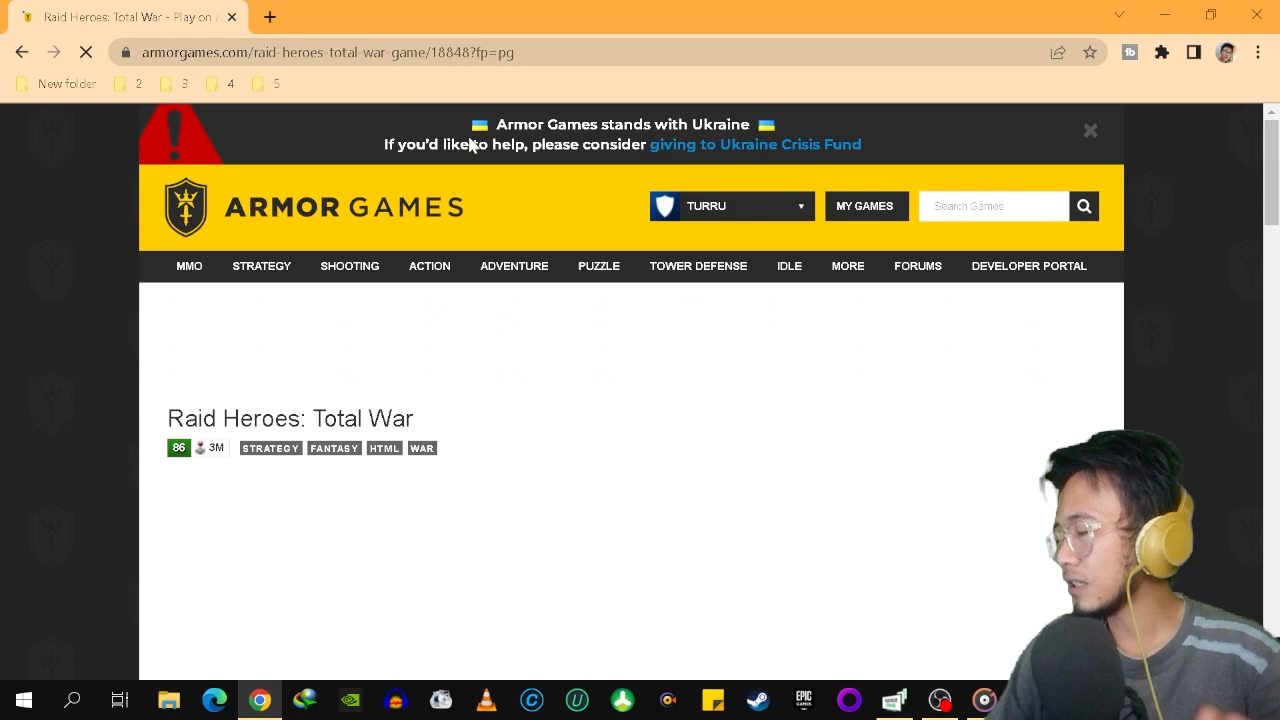 Raid Heroes: Total War - Play on
armorgames.com/raid-heroes-total-war-game/18848?fp=pg
New folder 2 3 4 5
Armor Games stands with Ukraine
If you'd like to help, please consider giving to Ukraine Crisis Fund
ARMOR GAMES
TURRU
MY GAMES
Search Games
MMO STRATEGY SHOOTING ACTION ADVENTURE PUZZLE TOWER DEFENSE IDLE MORE FORUMS DEVELOPER PORTAL
Raid Heroes: Total War
86 3M STRATEGY FANTASY HTML WAR